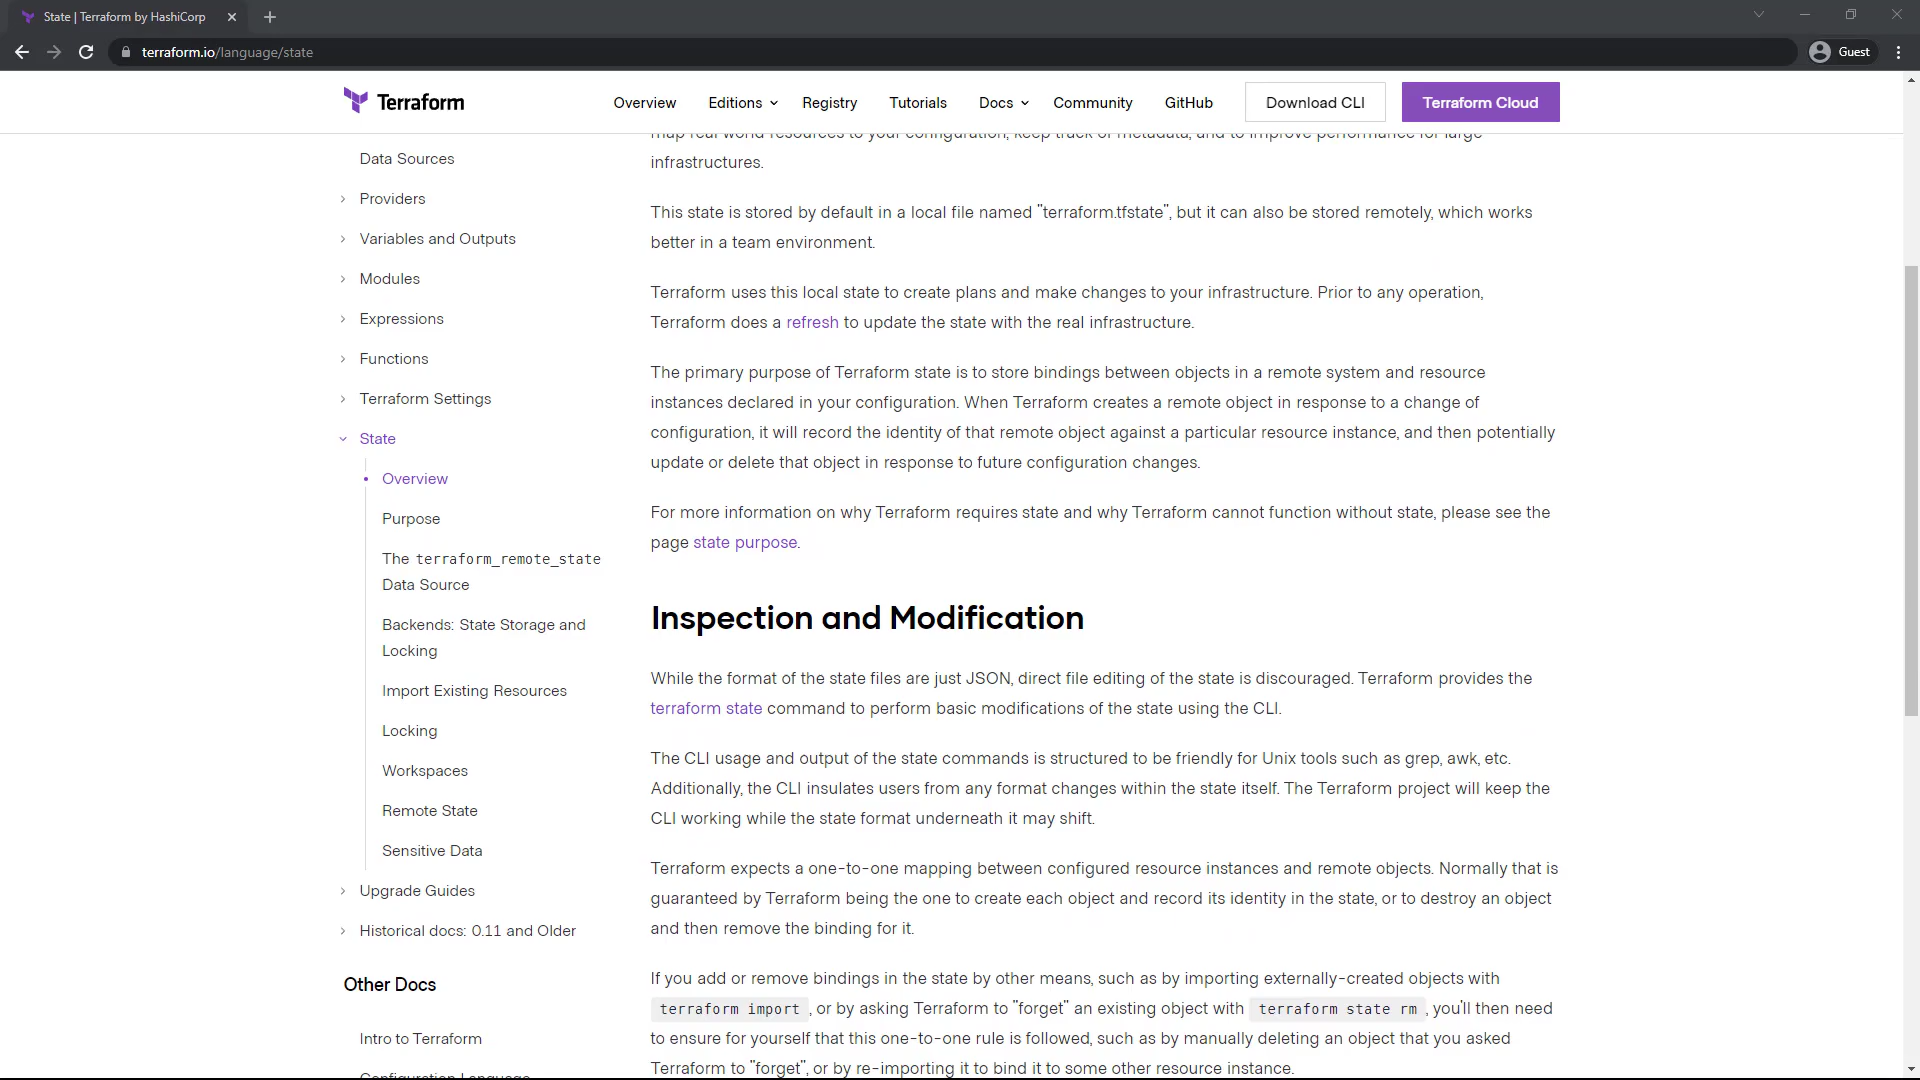 State | Terraform by HashiCorp
terraform.io/language/state
Guest
Terraform
Overview
Editions
Registry
Tutorials
Docs
Community
GitHub
Download CLI
Terraform Cloud
Data Sources
Providers
Variables and Outputs
Modules
Expressions
Functions
Terraform Settings
State
Overview
Purpose
The terraform_remote_state
Data Source
Backends: State Storage and
Locking
Import Existing Resources
Locking
Workspaces
Remote State
Sensitive Data
Upgrade Guides
Historical docs: 0.11 and Older
Other Docs
Intro to Terraform
Configuration Language
map real world resources to your configuration, keep track of metadata, and to improve performance for large
infrastructures.
This state is stored by default in a local file named "terraform.tfstate", but it can also be stored remotely, which works
better in a team environment.
Terraform uses this local state to create plans and make changes to your infrastructure. Prior to any operation,
Terraform does a refresh to update the state with the real infrastructure.
The primary purpose of Terraform state is to store bindings between objects in a remote system and resource
instances declared in your configuration. When Terraform creates a remote object in response to a change of
configuration, it will record the identity of that remote object against a particular resource instance, and then potentially
update or delete that object in response to future configuration changes.
For more information on why Terraform requires state and why Terraform cannot function without state, please see the
page state purpose.
Inspection and Modification
While the format of the state files are just JSON, direct file editing of the state is discouraged. Terraform provides the
terraform state command to perform basic modifications of the state using the CLI.
The CLI usage and output of the state commands is structured to be friendly for Unix tools such as grep, awk, etc.
Additionally, the CLI insulates users from any format changes within the state itself. The Terraform project will keep the
CLI working while the state format underneath it may shift.
Terraform expects a one-to-one mapping between configured resource instances and remote objects. Normally that is
guaranteed by Terraform being the one to create each object and record its identity in the state, or to destroy an object
and then remove the binding for it.
If you add or remove bindings in the state by other means, such as by importing externally-created objects with
terraform import , or by asking Terraform to "forget" an existing object with terraform state rm , you'll then need
to ensure for yourself that this one-to-one rule is followed, such as by manually deleting an object that you asked
Terraform to "forget", or by re-importing it to bind it to some other resource instance.